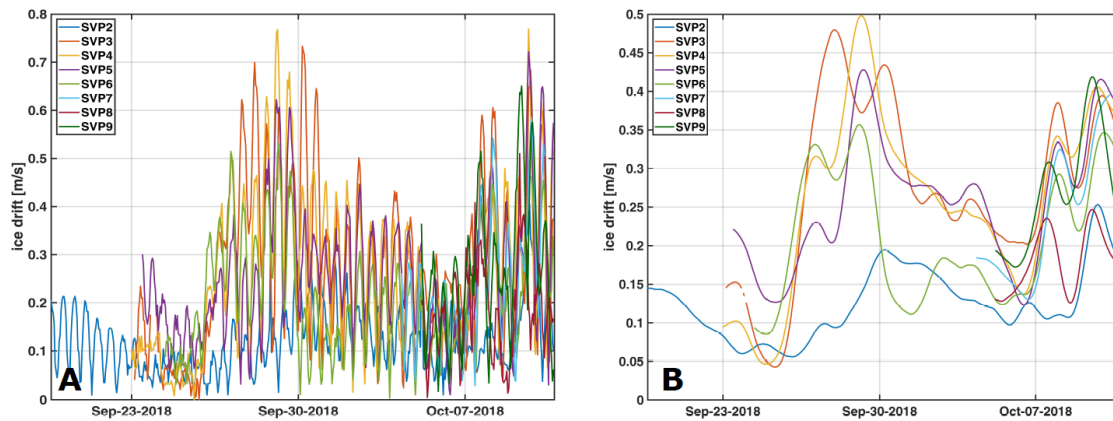 0.8
0.7
0.6
0.5
0.4
0.3
0.2
0.1
0
ice drift [m/s]
SVP2
SVP3
SVP4
SVP5
SVP6
SVP7
SVP8
SVP9
A
Sep-23-2018
Sep-30-2018
Oct-07-2018
0.5
0.45
0.4
0.35
0.3
0.25
0.2
0.15
0.1
0.05
0
ice drift [m/s]
SVP2
SVP3
SVP4
SVP5
SVP6
SVP7
SVP8
SVP9
B
Sep-23-2018
Sep-30-2018
Oct-07-2018